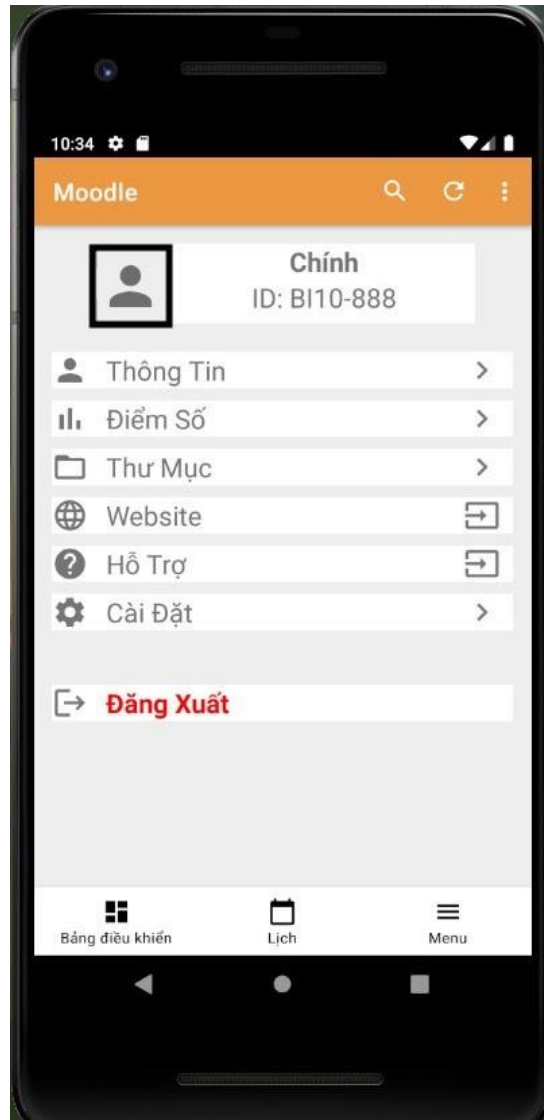 10:34
Moodle
Chính
ID: BI10-888
Thông Tin
Điểm Số
Thư Mục
Website
Hỗ Trợ
Cài Đặt
Đăng Xuất
Bảng điều khiển
Lịch
Menu